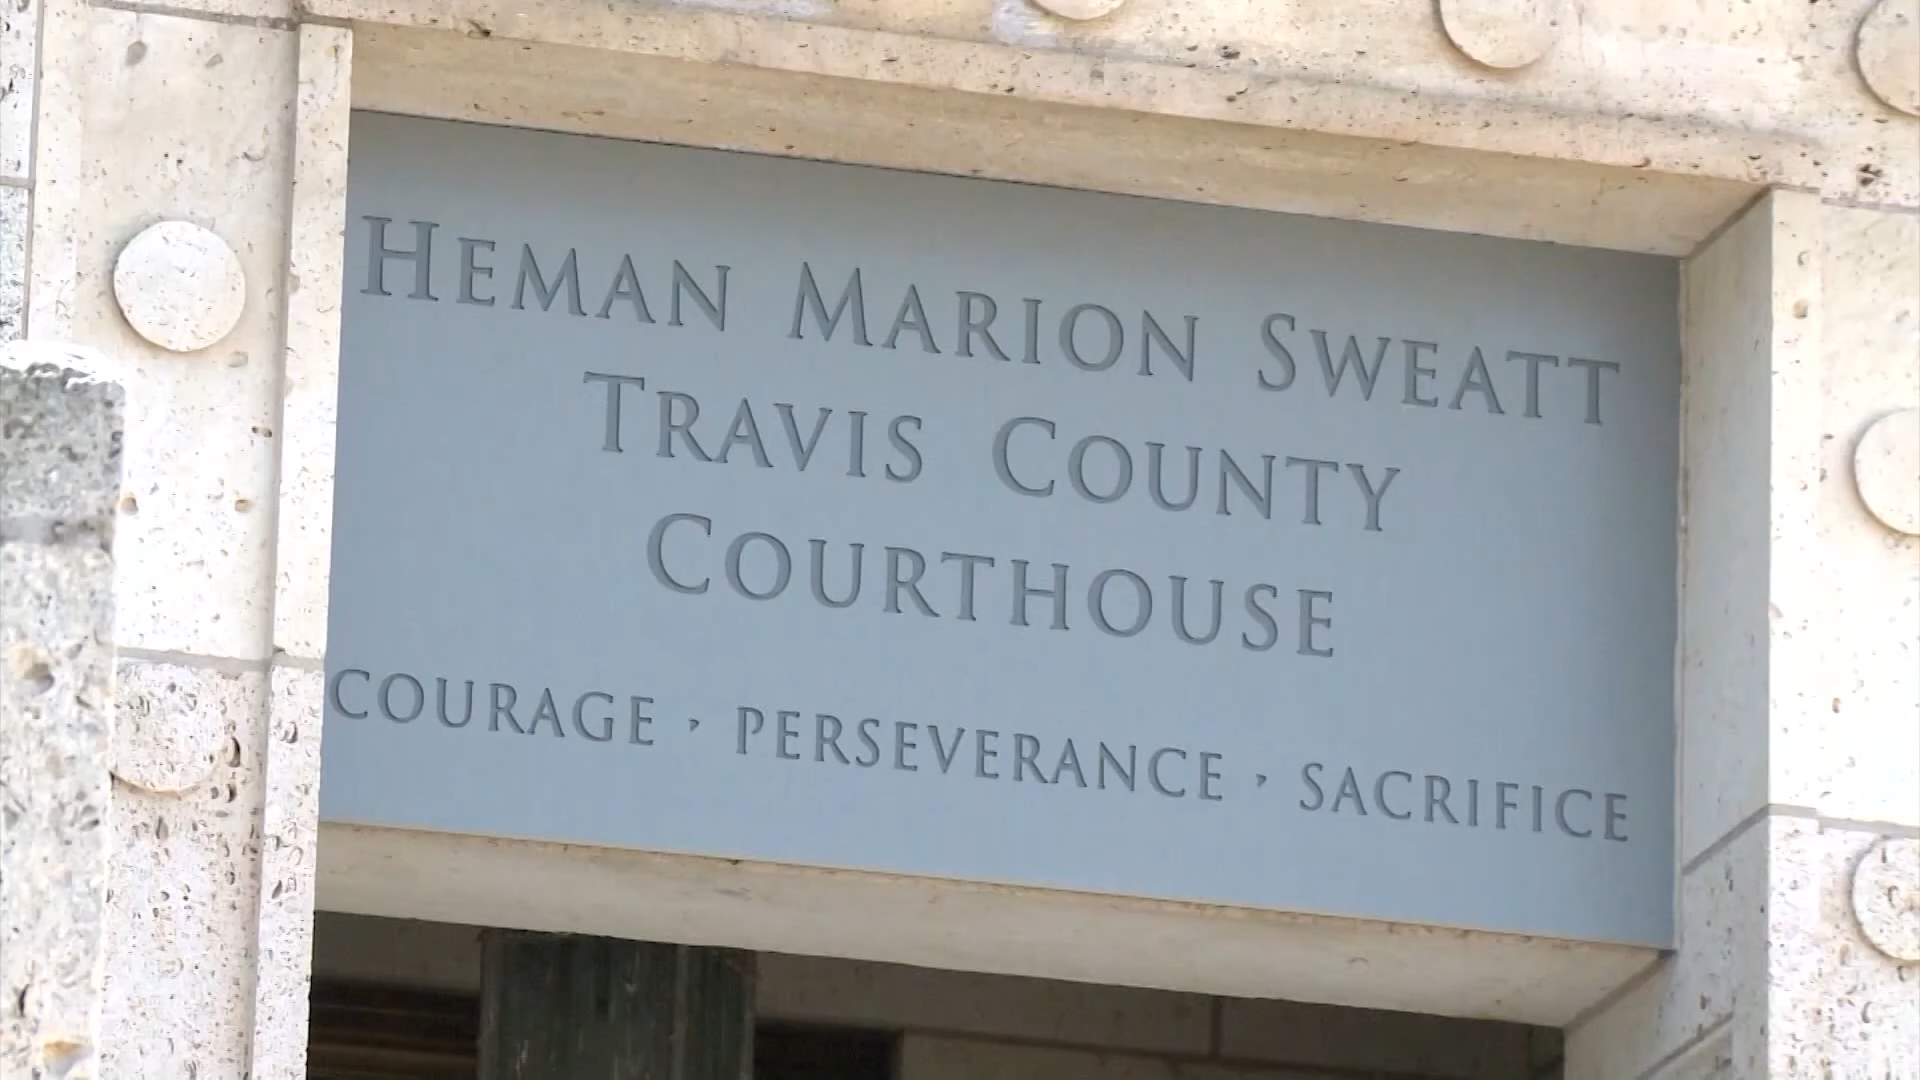 HEMAN MARION SWEATT
TRAVIS COUNTY
COURTHOUSE
COURAGE · PERSEVERANCE · SACRIFICE